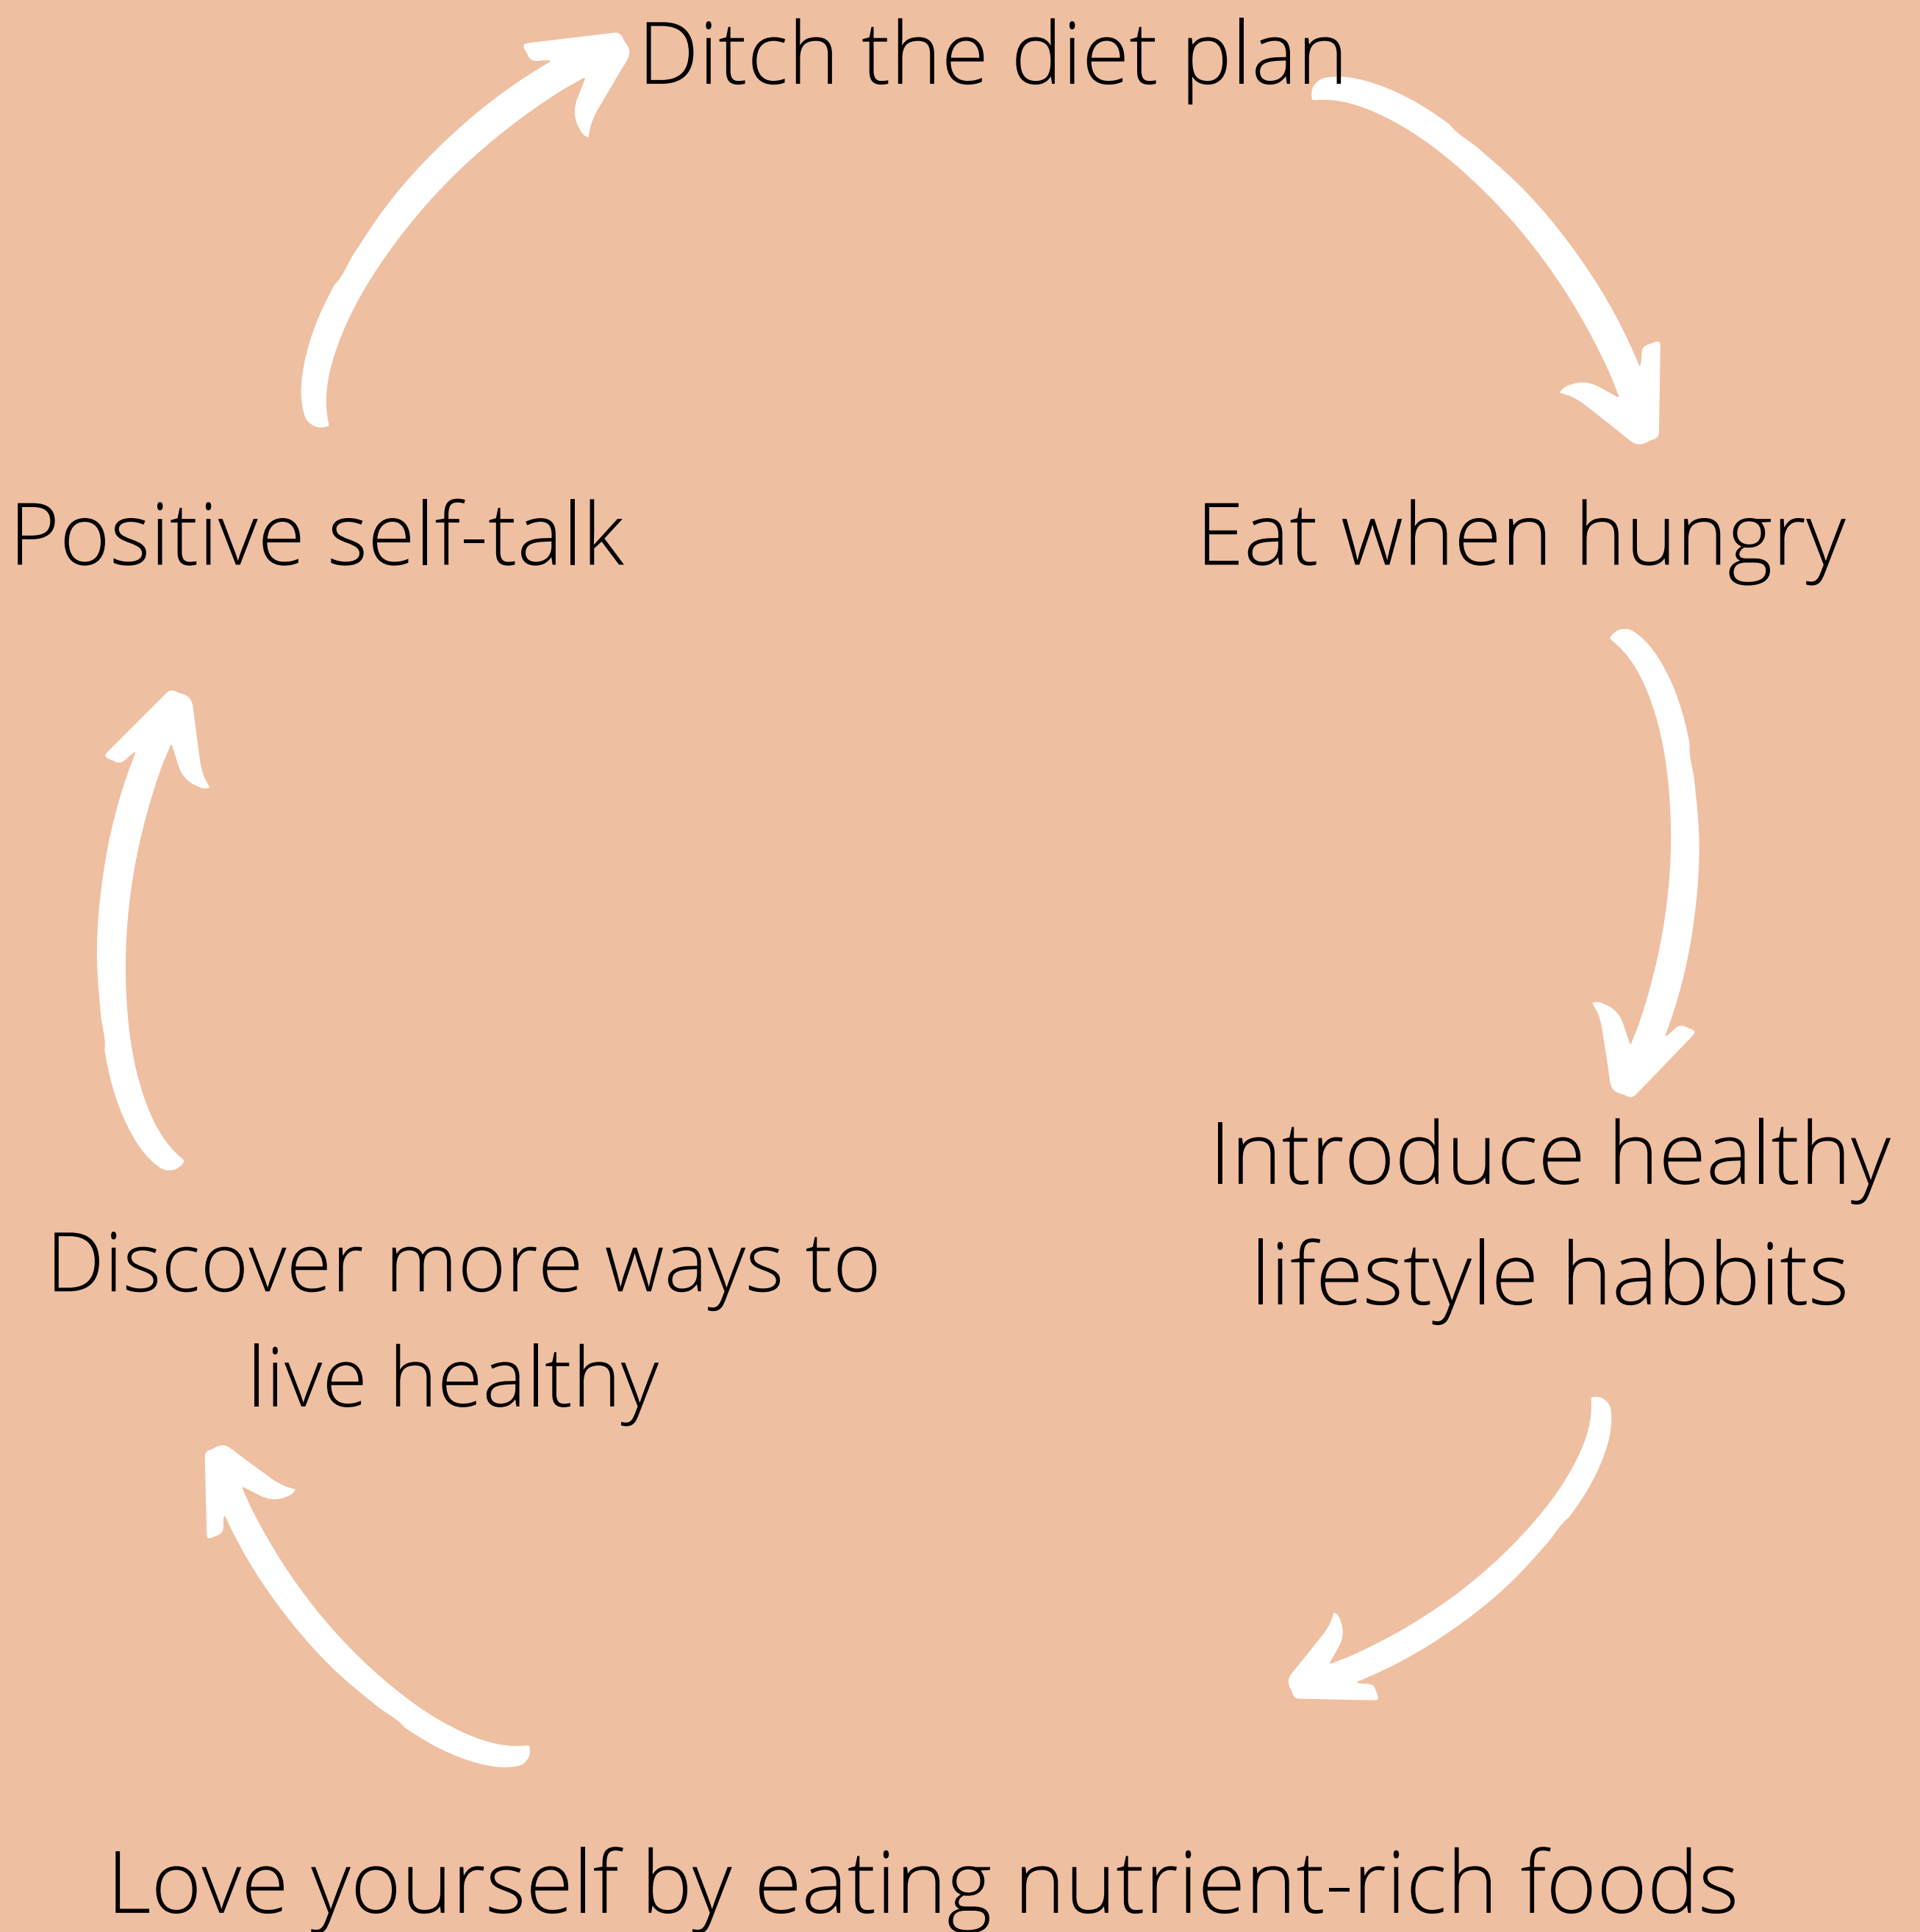 Ditch the diet plan
Positive self-talk
Eat when hungry
Introduce healthy
lifestyle habbits
Discover more ways to
live healthy
Love yourself by eating nutrient-rich foods